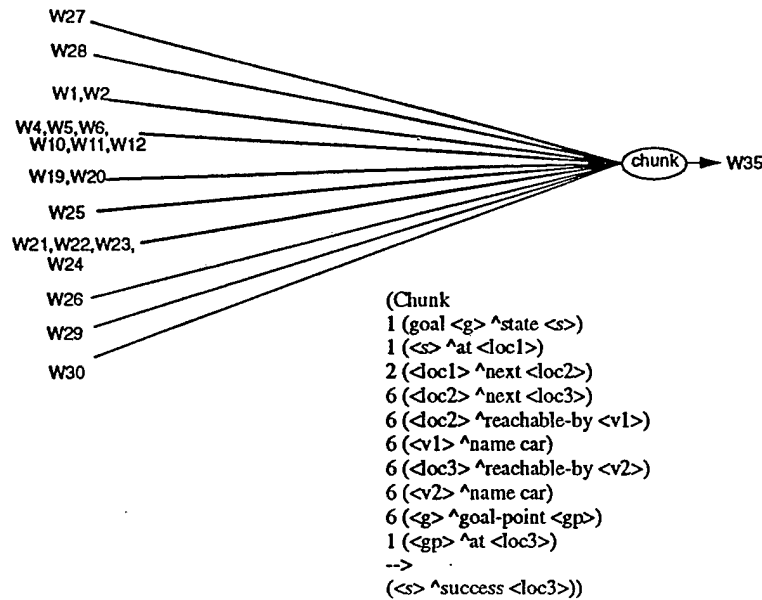 W27
W28
W1,W2
W4,W5,W6,
W10,W11,W12
W19,W20
W25
W21,W22,W23,
W24
W26
W29
W30
chunk
W35
(Chunk
1 (goal <g> ^state <s>)
1 (<s> ^at <loc1>)
2 (<loc1> ^next <loc2>)
6 (<loc2> ^next <loc3>)
6 (<loc2> ^reachable-by <v1>)
6 (<v1> ^name car)
6 (<loc3> ^reachable-by <v2>)
6 (<v2> ^name car)
6 (<g> ^goal-point <gp>)
1 (<gp> ^at <loc3>)
-->
(<s> ^success <loc3>))